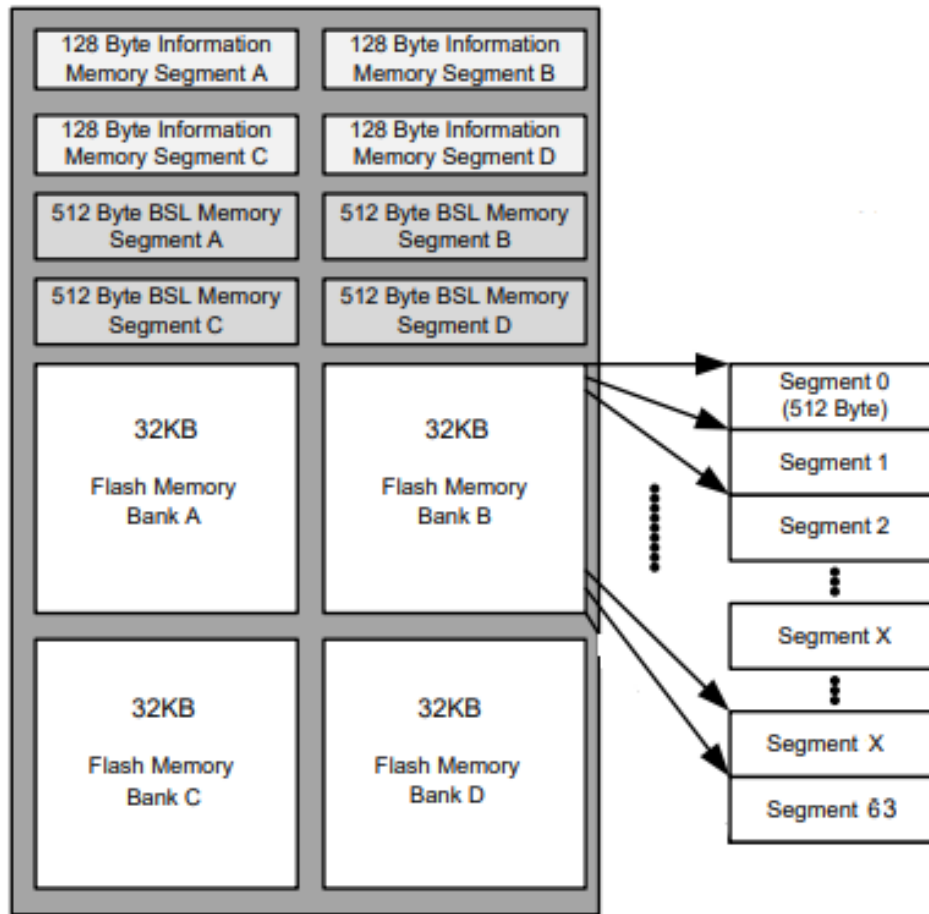 128 Byte Information
Memory Segment A
128 Byte Information
Memory Segment B
128 Byte Information
Memory Segment C
128 Byte Information
Memory Segment D
512 Byte BSL Memory
Segment A
512 Byte BSL Memory
Segment B
512 Byte BSL Memory
Segment C
512 Byte BSL Memory
Segment D
32KB
Flash Memory
Bank A
32KB
Flash Memory
Bank B
32KB
Flash Memory
Bank C
32KB
Flash Memory
Bank D
Segment 0
(512 Byte)
Segment 1
Segment 2
Segment X
Segment X
Segment 63